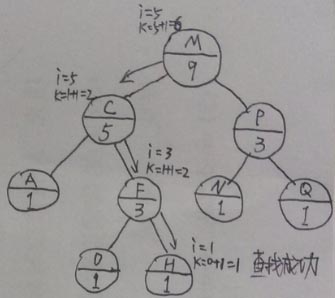 i=5
K=5+1=6
M
9
i=5
K=1+1=2
C
5
P
3
i=3
K=1+1=2
A
1
F
3
N
1
Q
1
i=1
K=0+1=1
查找成功
D
1
H
1